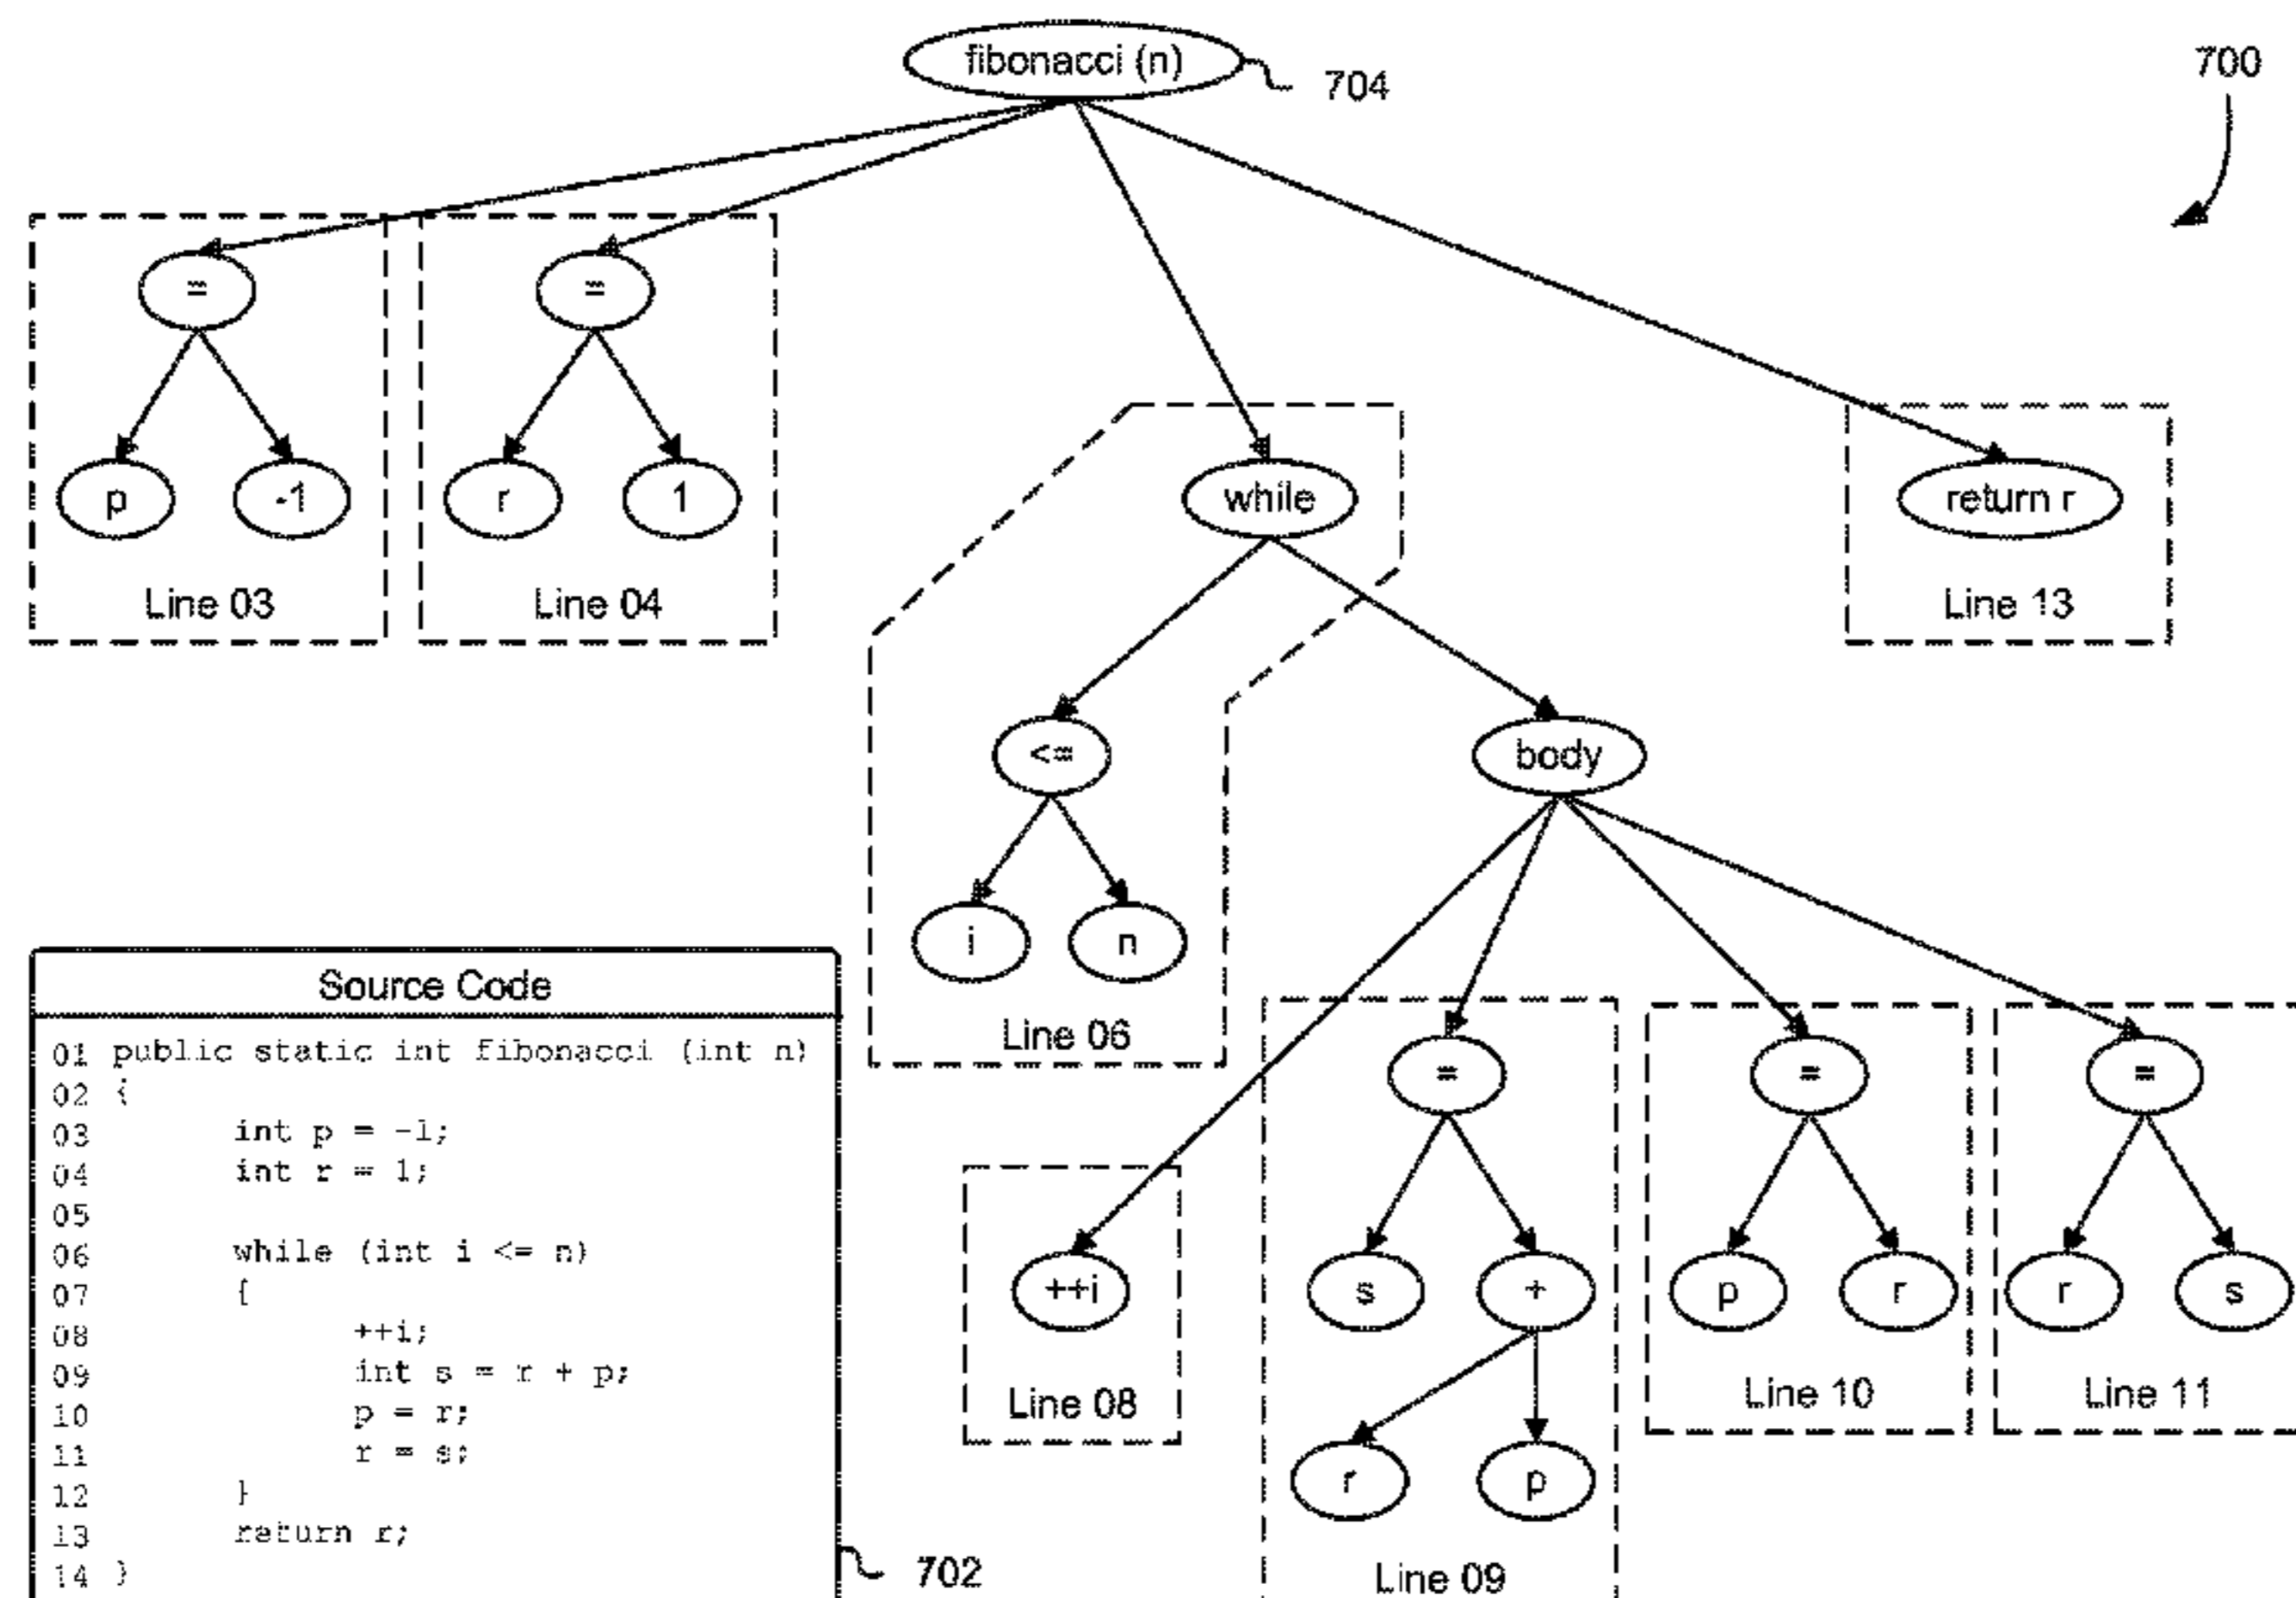 fibonacci (n)
704
700
=
=
p
-1
r
1
while
return r
Line 03
Line 04
Line 13
<=
body
i
n
Line 06
=
=
=
++i
s
+
p
r
r
s
Line 08
r
p
Line 10
Line 11
Line 09
Source Code
01 public static int fibonacci (int n)
02 {
03 int p = -1;
04 int r = 1;
05
06 while (int i <= n)
07 {
08 ++i;
09 int s = r + p;
10 p = r;
11 r = s;
12 }
13 return r;
14 }
702